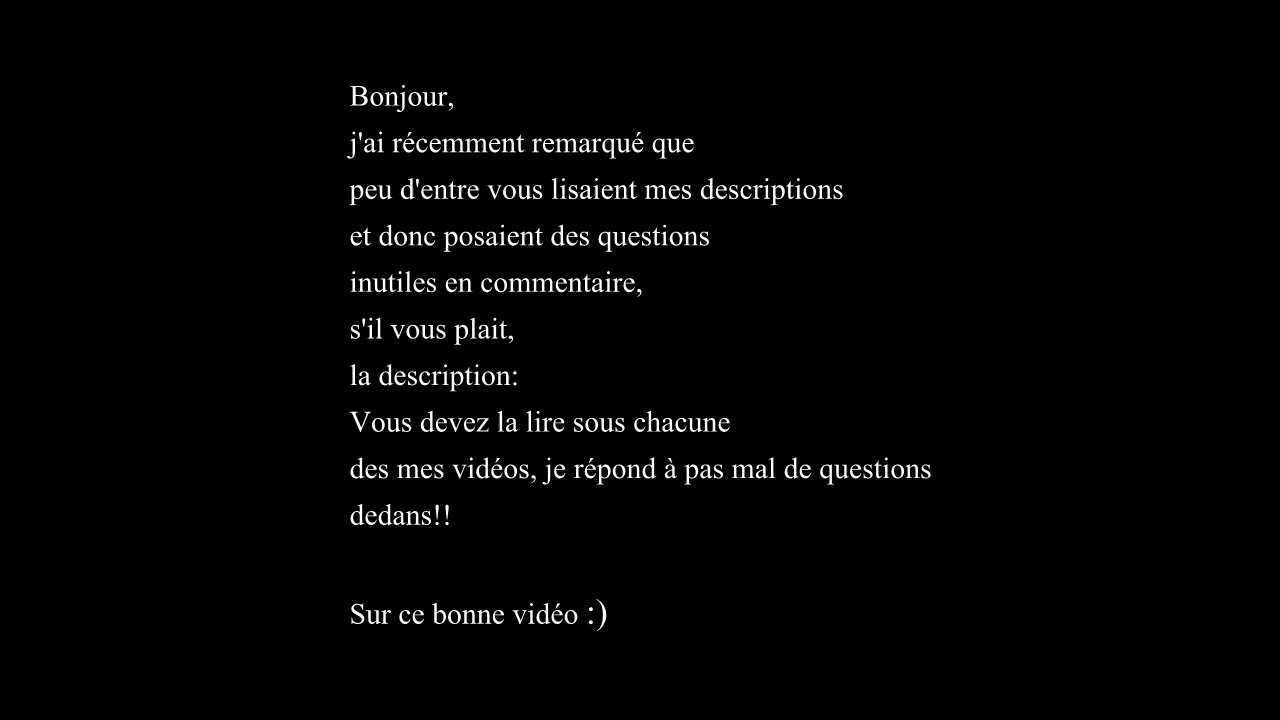 Bonjour,
j'ai récemment remarqué que
peu d'entre vous lisaient mes descriptions
et donc posaient des questions
inutiles en commentaire,
s'il vous plait,
la description:
Vous devez la lire sous chacune
des mes vidéos, je répond à pas mal de questions
dedans!!
Sur ce bonne vidéo :)